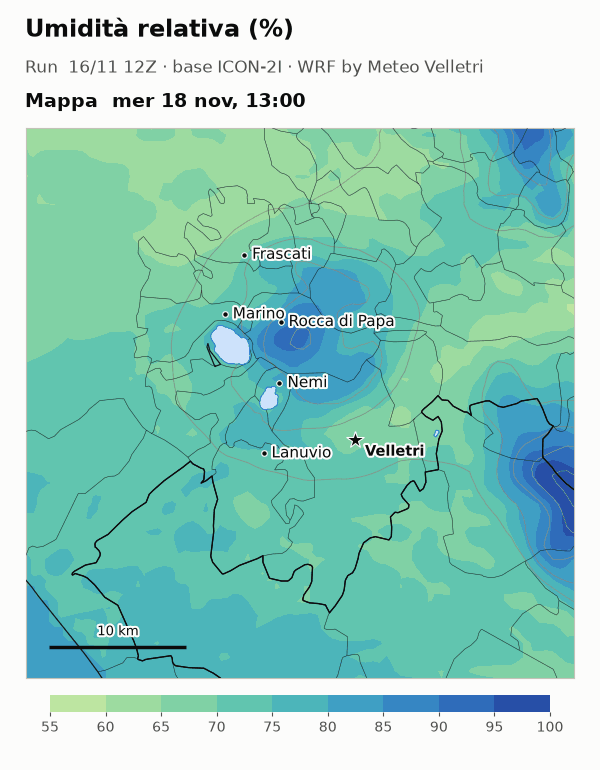 Umidità relativa (%)
Run  16/11 12Z · base ICON-2I · WRF by Meteo Velletri
Mappa  mer 18 nov, 13:00
Frascati
Marino
Rocca di Papa
Nemi
Velletri
Lanuvio
10 km
55 60 65 70 75 80 85 90 95 100